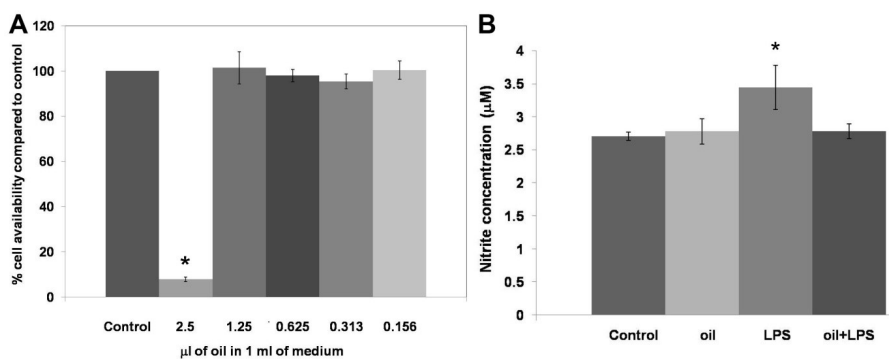 A
% cell availability compared to control
120
100
80
60
40
20
0
*
Control 2.5 1.25 0.625 0.313 0.156
μl of oil in 1 ml of medium
B
Nitrite concentration (μM)
4
3.5
3
2.5
2
1.5
1
0.5
0
*
Control oil LPS oil+LPS